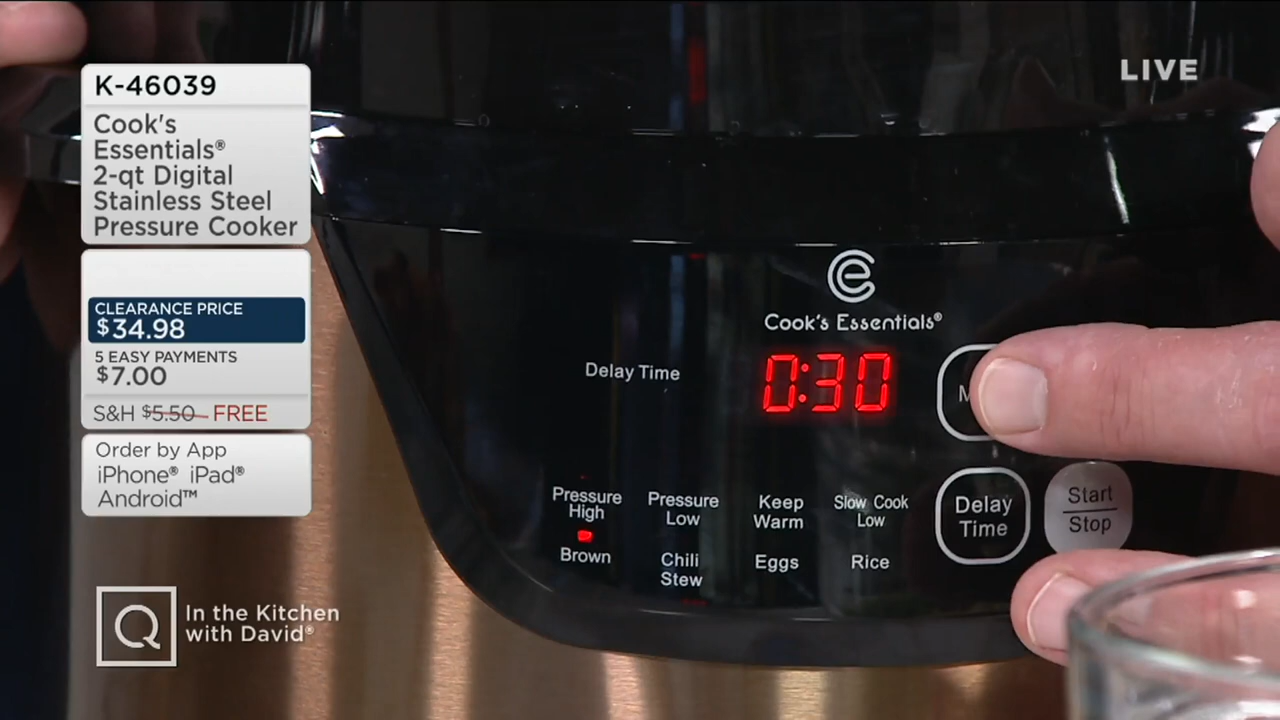 K-46039
Cook's
Essentials®
2-qt Digital
Stainless Steel
Pressure Cooker
CLEARANCE PRICE
$34.98
5 EASY PAYMENTS
$7.00
S&H $5.50 FREE
Order by App
iPhone® iPad®
Android™
Q
In the Kitchen
with David®
LIVE
Cook's Essentials®
Delay Time
0:30
Pressure
High
Pressure
Low
Keep
Warm
Slow Cook
Low
Brown
Chili
Stew
Eggs
Rice
Delay
Time
Start
Stop